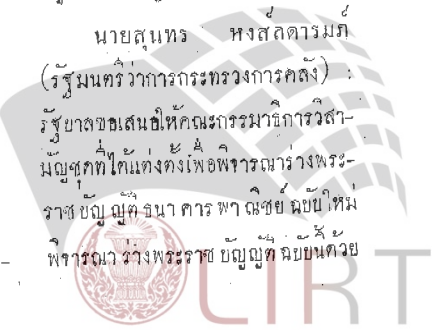 นายสุนทร หงส์ลดารมภ์
(รัฐมนตรีว่าการกระทรวงการคลัง) :
รัฐบาลขอเสนอให้คณะกรรมาธิการวิสา-
มัญชุดที่ได้แต่งตั้งเพื่อพิจารณาร่างพระ-
ราชบัญญัติธนาคารพาณิชย์ ฉบับใหม่
พิจารณาร่างพระราชบัญญัติฉบับนี้ด้วย
LIRT